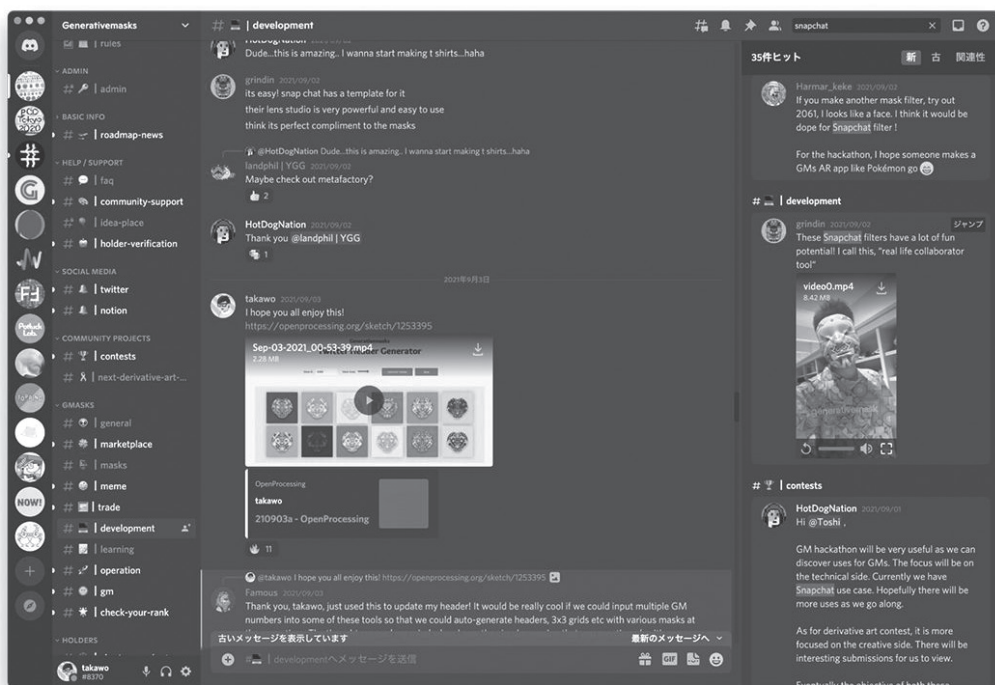 Generativemasks
# | rules
ADMIN
# | admin
BASIC INFO
# | roadmap-news
HELP / SUPPORT
# | faq
# | community-support
# | idea-place
# | holder-verification
SOCIAL MEDIA
# | twitter
# | notion
COMMUNITY PROJECTS
# | contests
# | next-derivative-art-...
GMASKS
# | general
# | marketplace
# | masks
# | meme
# | trade
# | development
# | learning
# | operation
# | gm
# | check-your-rank
HOLDERS
takawo
#8370
PCD
Tokyo
2020
NOW!
# | development
HotDogNation 2021/09/02
Dude...this is amazing.. I wanna start making t shirts...haha
grindin 2021/09/02
its easy! snap chat has a template for it
their lens studio is very powerful and easy to use
think its perfect compliment to the masks
@HotDogNation Dude...this is amazing.. I wanna start making t shirts...haha
landphil | YGG 2021/09/02
Maybe check out metafactory?
2
HotDogNation 2021/09/02
Thank you @landphil | YGG
1
2021年9月3日
takawo 2021/09/03
I hope you all enjoy this!
https://openprocessing.org/sketch/1253395
Sep-03-2021_00-53-39.mp4
2.28 MB
Generativemasks
Twitter Header Generator
OpenProcessing
takawo
210903a - OpenProcessing
11
@takawo I hope you all enjoy this! https://openprocessing.org/sketch/1253395
Famous 2021/09/03
Thank you, takawo, just used this to update my header! It would be really cool if we could input multiple GM
numbers into some of these tools so that we could auto-generate headers, 3x3 grids etc with various masks at
古いメッセージを表示しています
最新のメッセージへ
# | developmentへメッセージを送信
GIF
snapchat
35件ヒット
新 古 関連性
Harmar_keke 2021/09/02
If you make another mask filter, try out
2061, I looks like a face. I think it would be
dope for Snapchat filter !
For the hackathon, I hope someone makes a
GMs AR app like Pokémon go
# | development
grindin 2021/09/02
ジャンプ
These Snapchat filters have a lot of fun
potential! I call this, "real life collaborator
tool"
video0.mp4
8.42 MB
generativemask
# | contests
HotDogNation 2021/09/01
Hi @Toshi ,
GM hackathon will be very useful as we can
discover uses for GMs. The focus will be on
the technical side. Currently we have
Snapchat use case. Hopefully there will be
more uses as we go along.
As for derivative art contest, it is more
focused on the creative side. There will be
interesting submissions for us to view.
Eventually the objective of both these